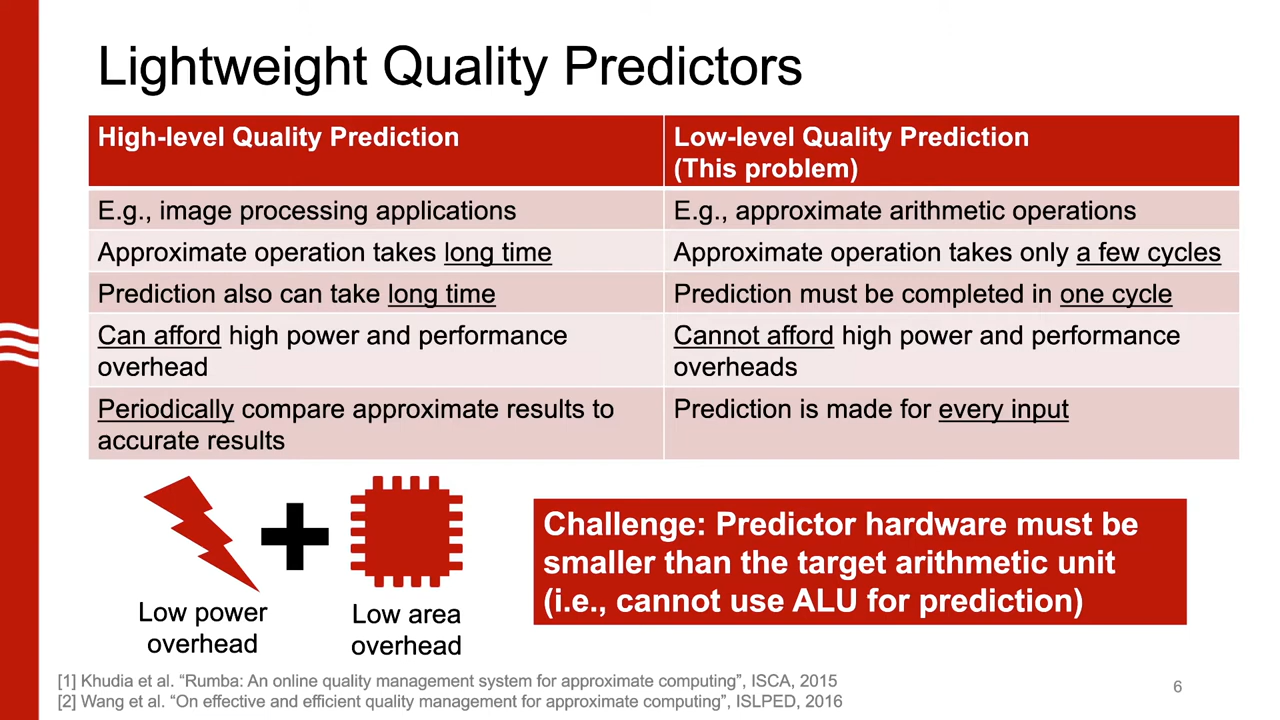 Lightweight Quality Predictors
High-level Quality Prediction
Low-level Quality Prediction
(This problem)
E.g., image processing applications
E.g., approximate arithmetic operations
Approximate operation takes long time
Approximate operation takes only a few cycles
Prediction also can take long time
Prediction must be completed in one cycle
Can afford high power and performance
overhead
Cannot afford high power and performance
overheads
Periodically compare approximate results to
accurate results
Prediction is made for every input
Low power
overhead
Low area
overhead
Challenge: Predictor hardware must be
smaller than the target arithmetic unit
(i.e., cannot use ALU for prediction)
[1] Khudia et al. “Rumba: An online quality management system for approximate computing”, ISCA, 2015
[2] Wang et al. “On effective and efficient quality management for approximate computing”, ISLPED, 2016
6